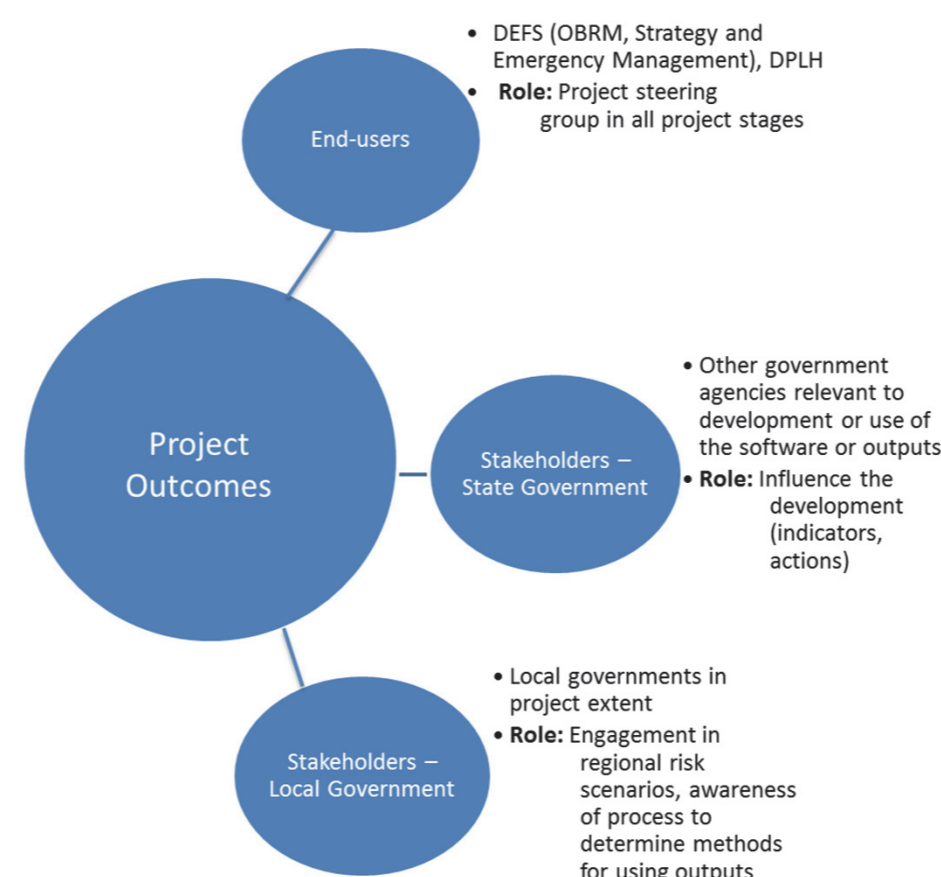 • DEFS (OBRM, Strategy and
Emergency Management), DPLH
• Role: Project steering
group in all project stages
End-users
• Other government
agencies relevant to
development or use of
the software or outputs
• Role: Influence the
development
(indicators,
actions)
Project
Outcomes
Stakeholders –
State Government
• Local governments in
project extent
• Role: Engagement in
regional risk
scenarios, awareness
of process to
determine methods
for using outputs
Stakeholders –
Local Government